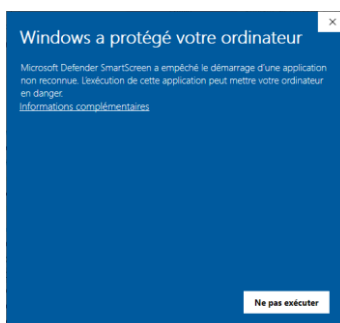 Windows a protégé votre ordinateur
Microsoft Defender SmartScreen a empêché le démarrage d'une application
non reconnue. L'exécution de cette application peut mettre votre ordinateur
en danger.
Informations complémentaires
Ne pas exécuter